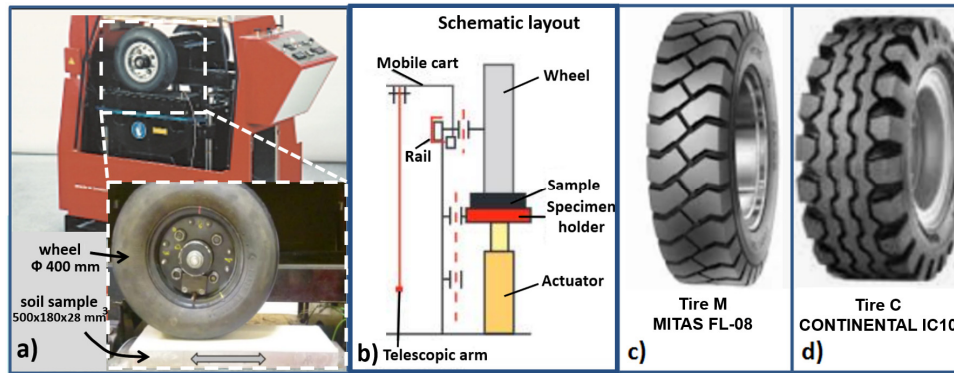 wheel
Φ 400 mm
soil sample
500x180x28 mm³
a)
Schematic layout
Mobile cart
Wheel
Rail
Sample
Specimen
holder
Actuator
Telescopic arm
b)
Tire M
MITAS FL-08
c)
Tire C
CONTINENTAL IC10
d)